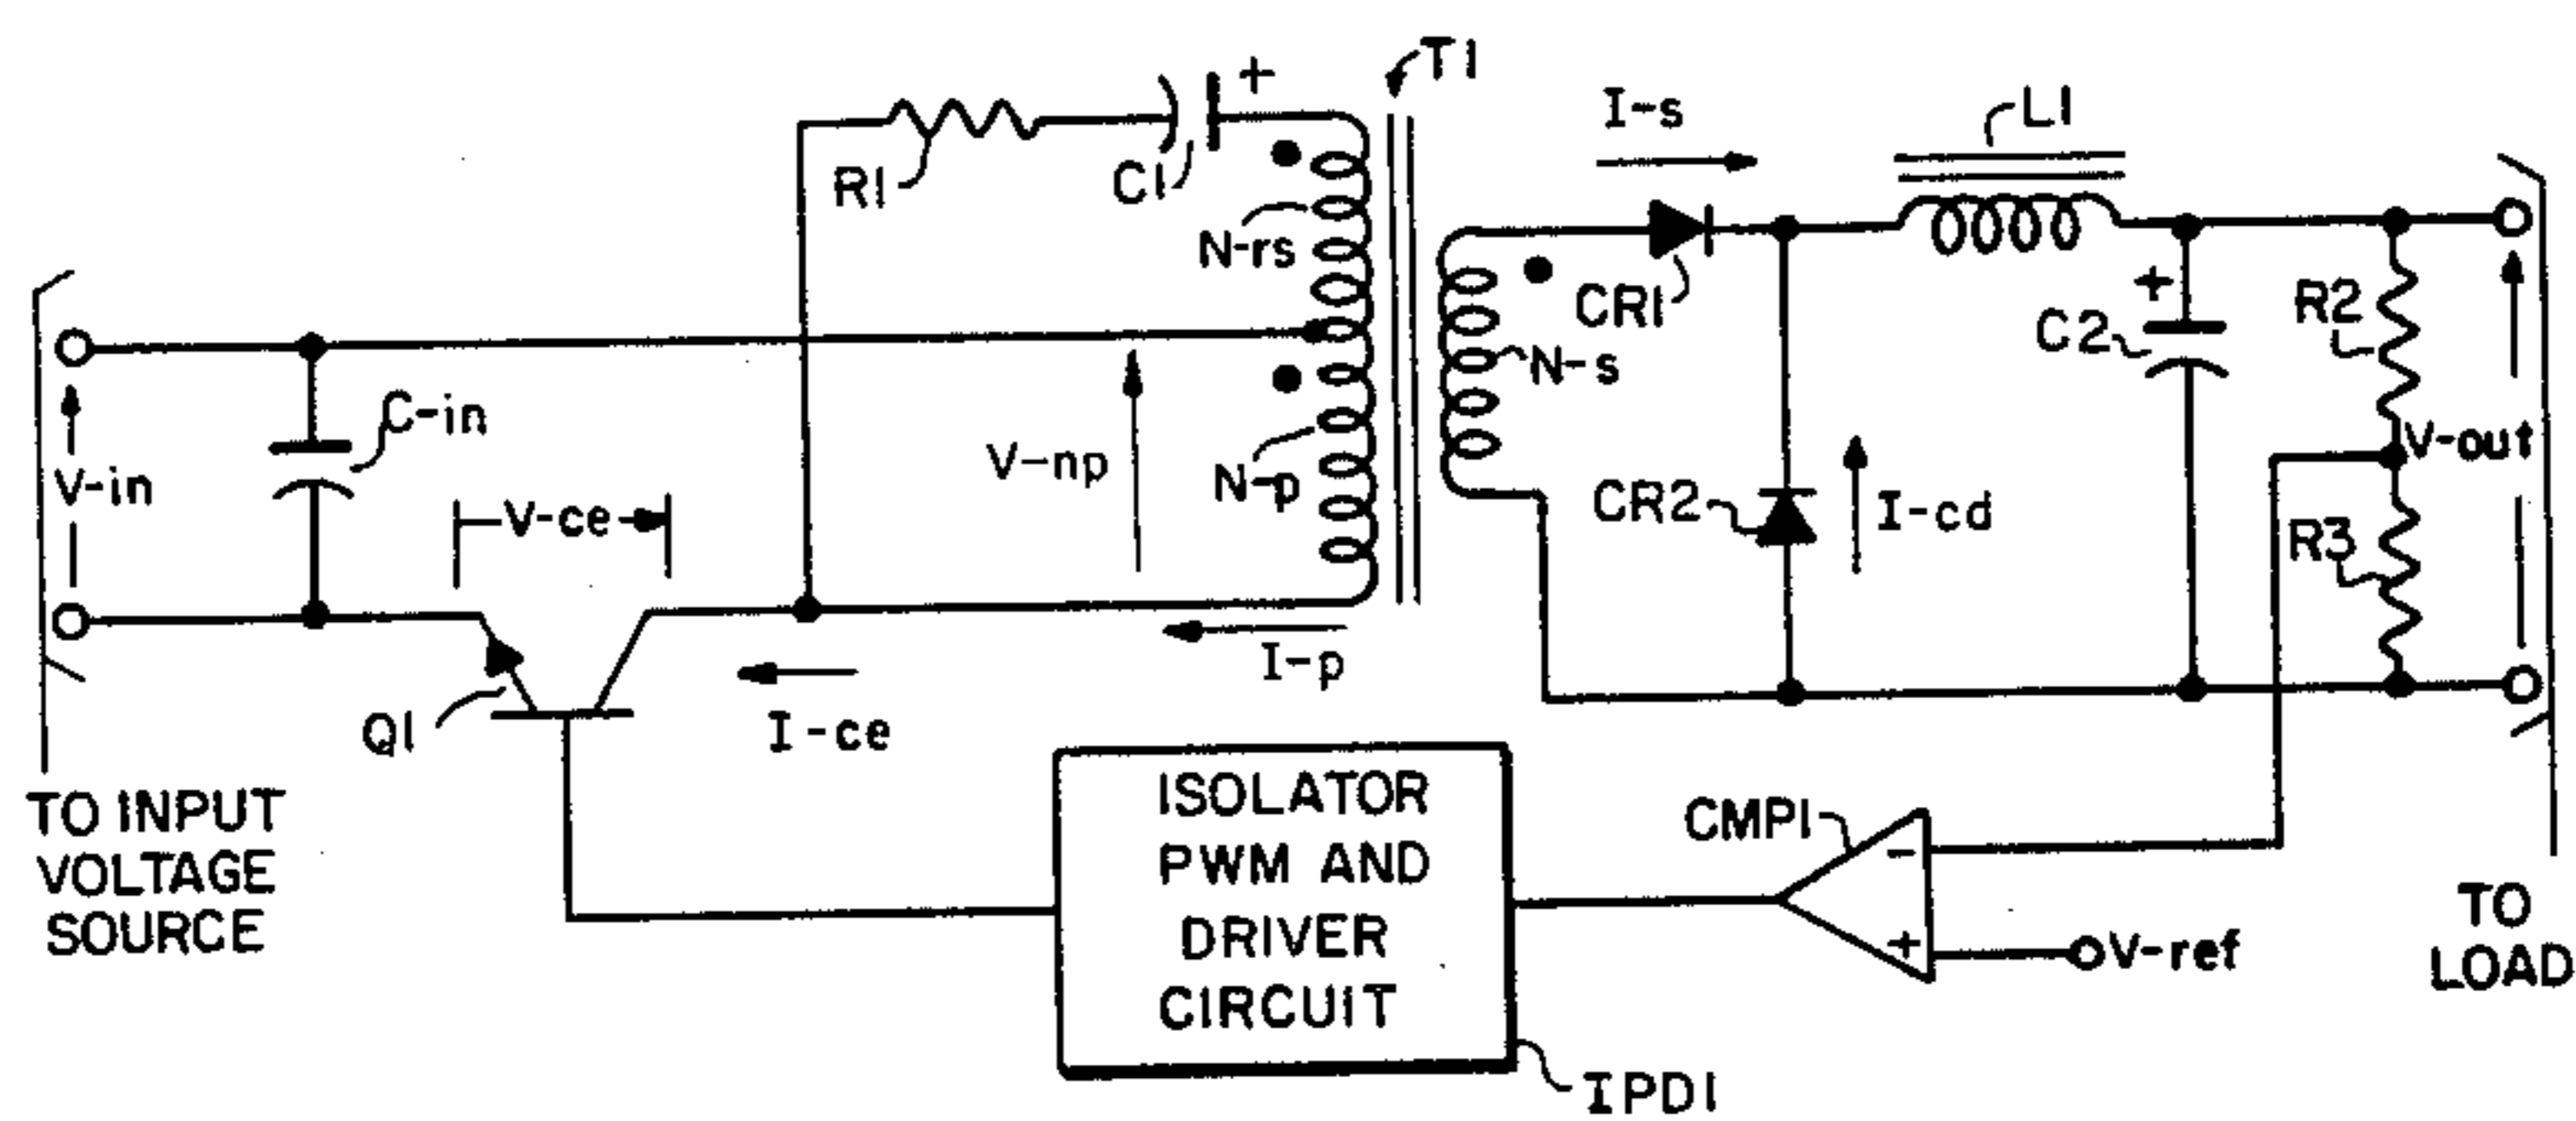 T1
+
I-s
L1
R1
C1
N-rs
CR1
+
R2
C2
C-in
V-in
V-np
N-p
N-s
V-out
V-ce
CR2
I-cd
R3
I-p
Q1
I-ce
TO INPUT
VOLTAGE
SOURCE
ISOLATOR
PWM AND
DRIVER
CIRCUIT
CMP1
-
+
V-ref
TO
LOAD
IPD1